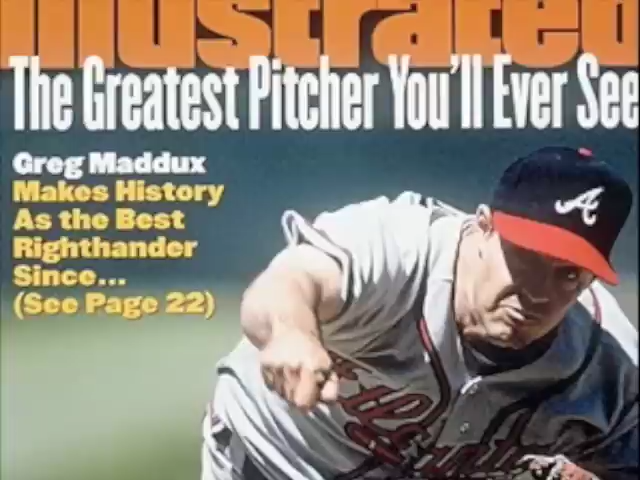 Illustrated
The Greatest Pitcher You'll Ever See
Greg Maddux
Makes History
As the Best
Righthander
Since...
(See Page 22)
A